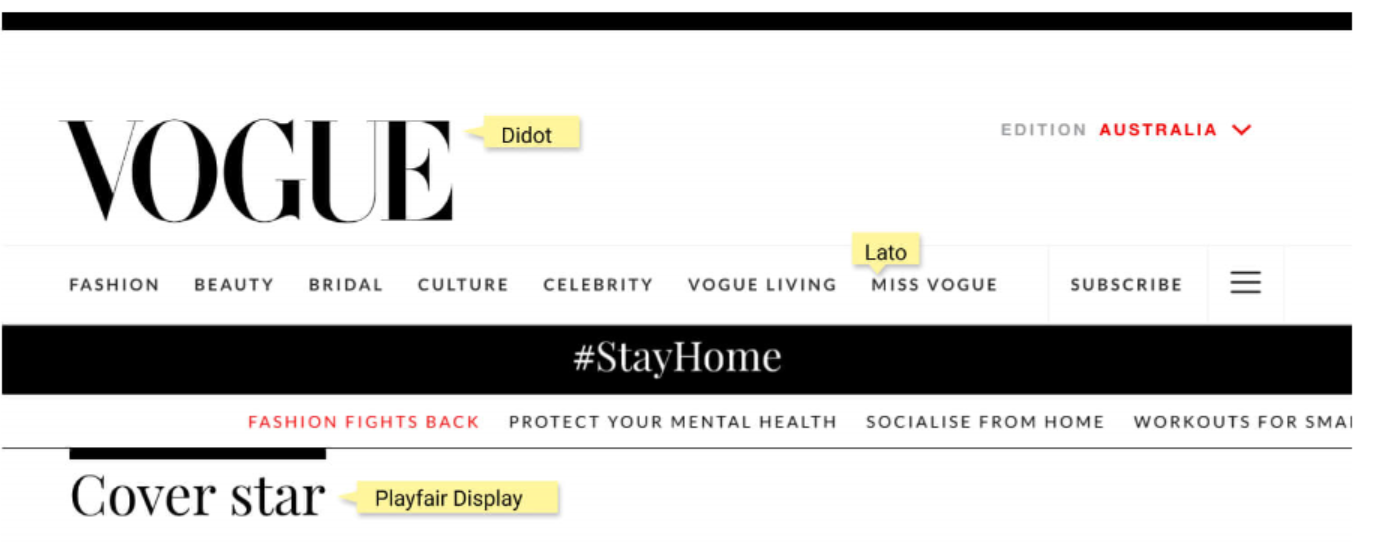 VOGUE
Didot
EDITION AUSTRALIA
Lato
FASHION BEAUTY BRIDAL CULTURE CELEBRITY VOGUE LIVING MISS VOGUE SUBSCRIBE
#StayHome
FASHION FIGHTS BACK PROTECT YOUR MENTAL HEALTH SOCIALISE FROM HOME WORKOUTS FOR SMA
Cover star
Playfair Display